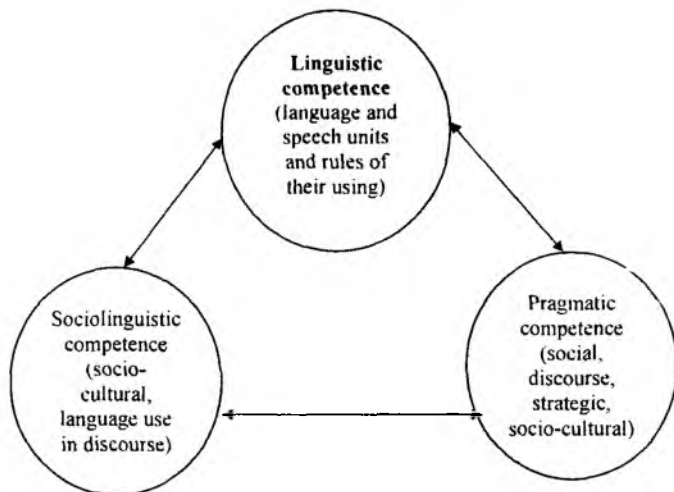 Linguistic
competence
(language and
speech units
and rules of
their using)
Sociolinguistic
competence
(socio-
cultural,
language use
in discourse)
Pragmatic
competence
(social,
discourse,
strategic,
socio-cultural)